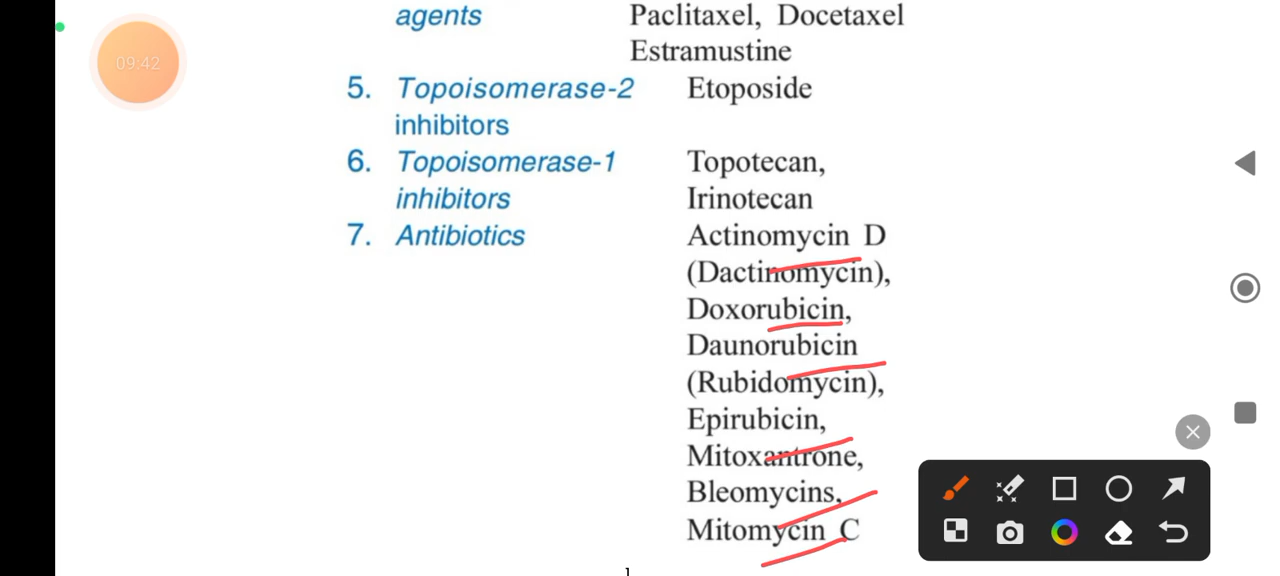 agents Paclitaxel, Docetaxel
Estramustine
09:42
5. Topoisomerase-2 Etoposide
inhibitors
6. Topoisomerase-1 Topotecan,
inhibitors Irinotecan
7. Antibiotics Actinomycin D
(Dactinomycin),
Doxorubicin,
Daunorubicin
(Rubidomycin),
Epirubicin,
Mitoxantrone,
Bleomycins,
Mitomycin C